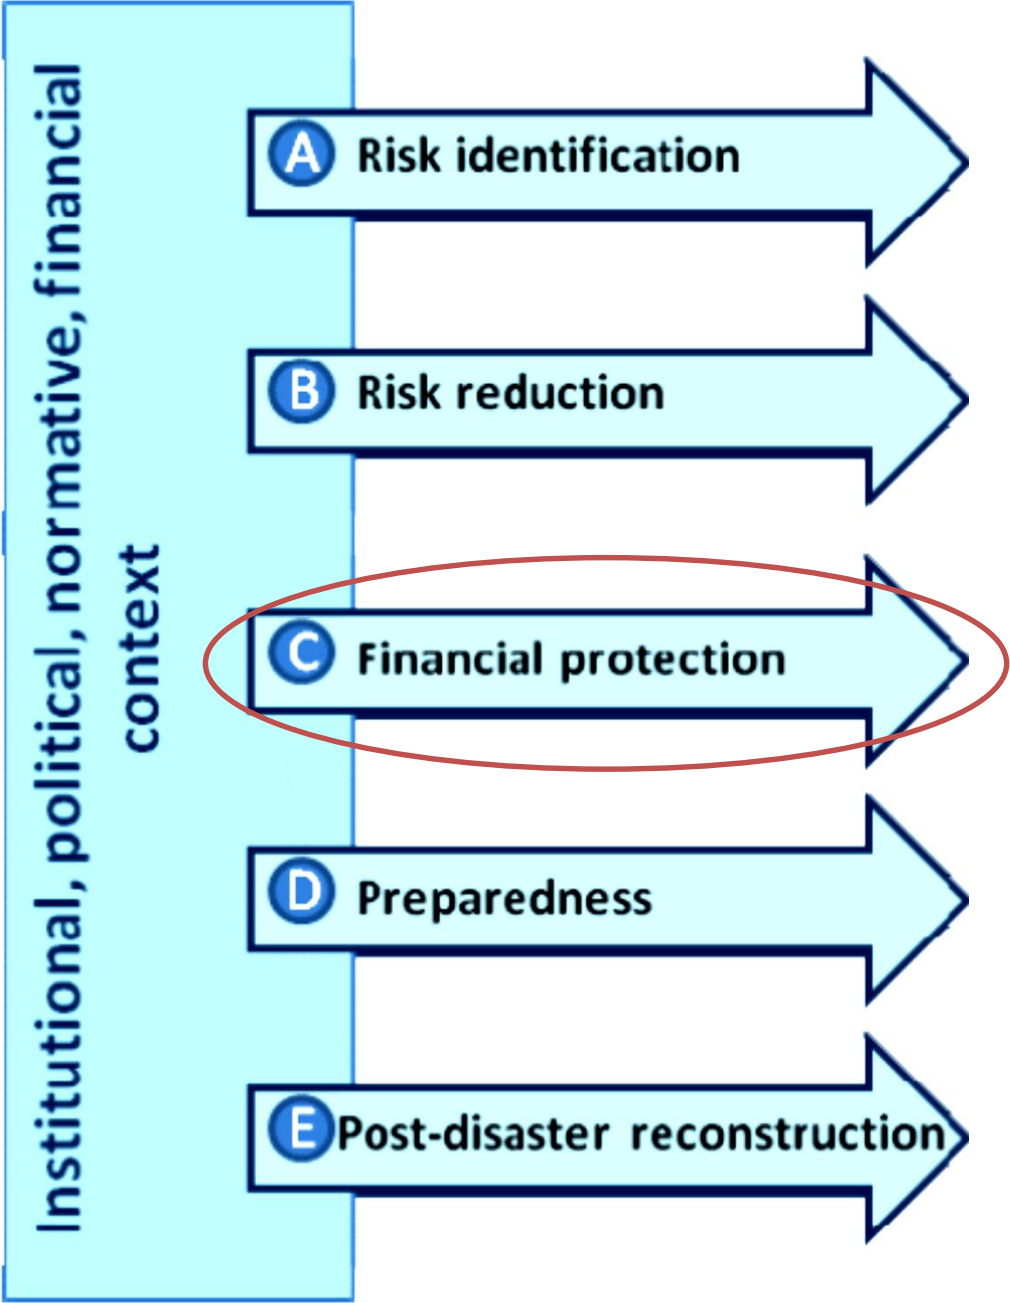 Institutional, political, normative, financial
context
A Risk identification
B Risk reduction
C Financial protection
D Preparedness
E Post-disaster reconstruction